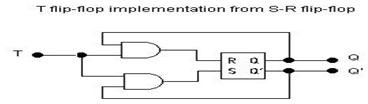 T flip-flop implementation from S-R flip-flop
T
R Q
S Q'
Q
Q'